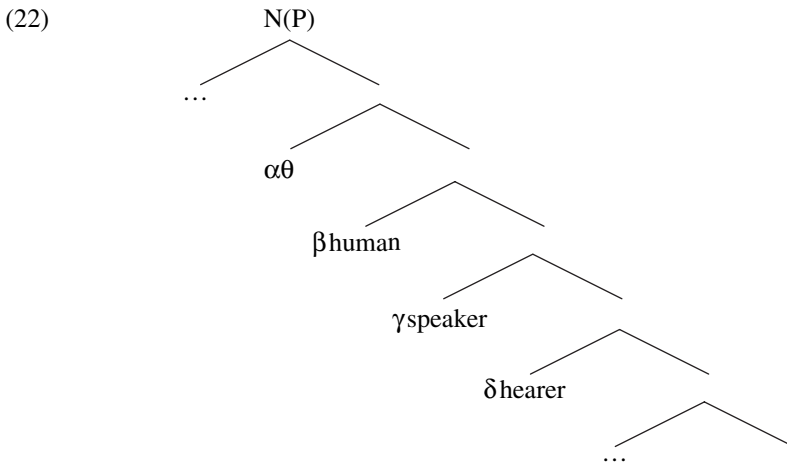 (22) N(P)
…
αθ
βhuman
γspeaker
δhearer
…